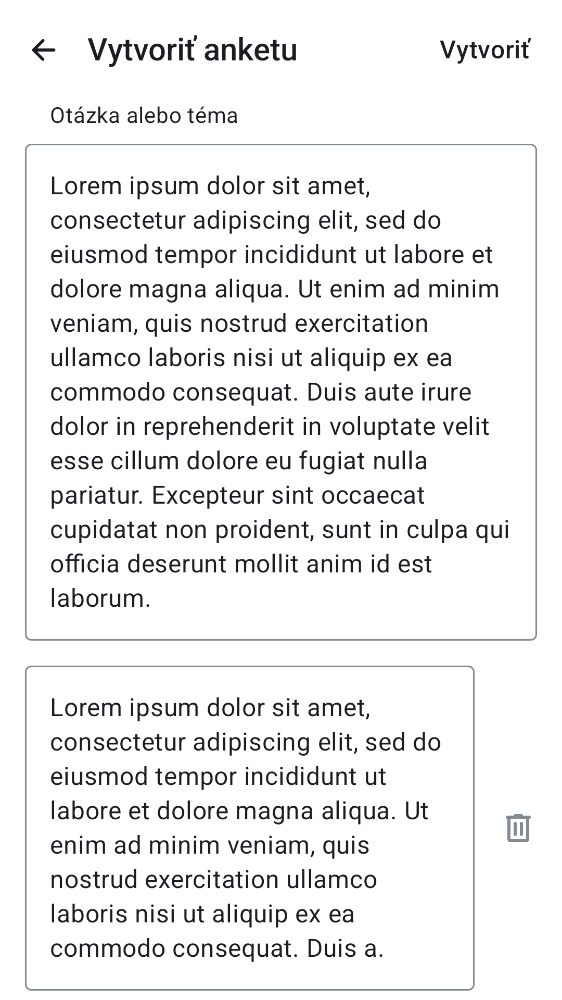 Vytvoriť anketu
Vytvoriť
Otázka alebo téma
Lorem ipsum dolor sit amet,
consectetur adipiscing elit, sed do
eiusmod tempor incididunt ut labore et
dolore magna aliqua. Ut enim ad minim
veniam, quis nostrud exercitation
ullamco laboris nisi ut aliquip ex ea
commodo consequat. Duis aute irure
dolor in reprehenderit in voluptate velit
esse cillum dolore eu fugiat nulla
pariatur. Excepteur sint occaecat
cupidatat non proident, sunt in culpa qui
officia deserunt mollit anim id est
laborum.
Lorem ipsum dolor sit amet,
consectetur adipiscing elit, sed do
eiusmod tempor incididunt ut
labore et dolore magna aliqua. Ut
enim ad minim veniam, quis
nostrud exercitation ullamco
laboris nisi ut aliquip ex ea
commodo consequat. Duis a.